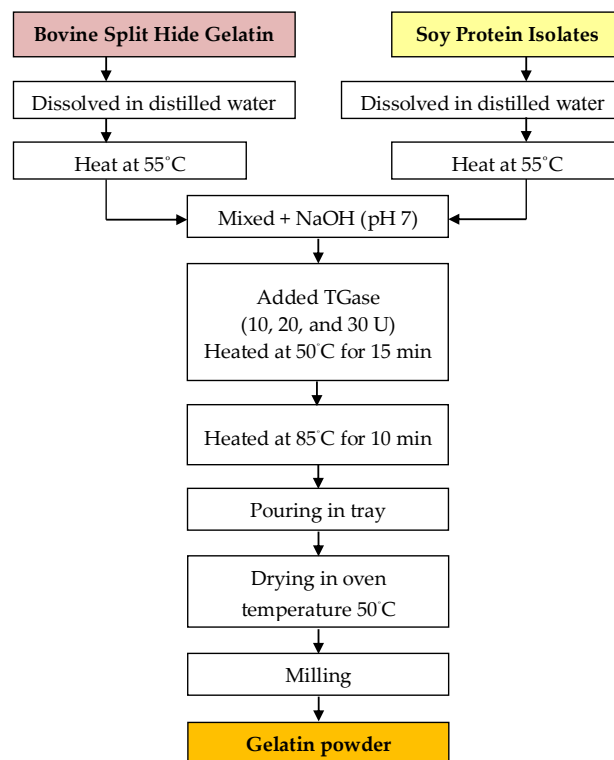 Bovine Split Hide Gelatin
Soy Protein Isolates
Dissolved in distilled water
Dissolved in distilled water
Heat at 55°C
Heat at 55°C
Mixed + NaOH (pH 7)
Added TGase
(10, 20, and 30 U)
Heated at 50°C for 15 min
Heated at 85°C for 10 min
Pouring in tray
Drying in oven
temperature 50°C
Milling
Gelatin powder